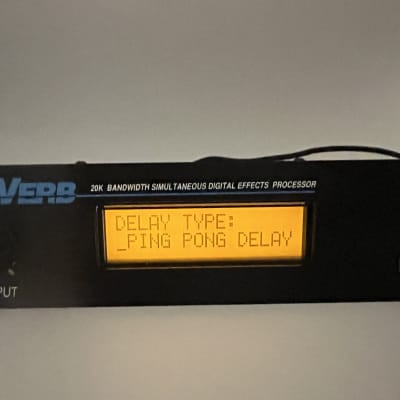 VERB
20K BANDWIDTH SIMULTANEOUS DIGITAL EFFECTS PROCESSOR
DELAY TYPE:
_PING PONG DELAY
PUT